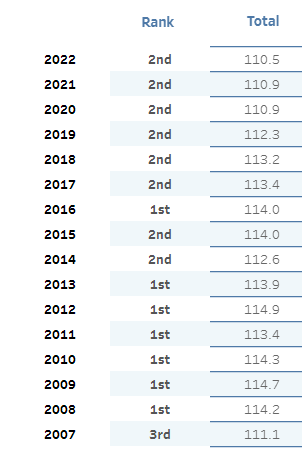 Rank Total
2022 2nd 110.5
2021 2nd 110.9
2020 2nd 110.9
2019 2nd 112.3
2018 2nd 113.2
2017 2nd 113.4
2016 1st 114.0
2015 2nd 114.0
2014 2nd 112.6
2013 1st 113.9
2012 1st 114.9
2011 1st 113.4
2010 1st 114.3
2009 1st 114.7
2008 1st 114.2
2007 3rd 111.1